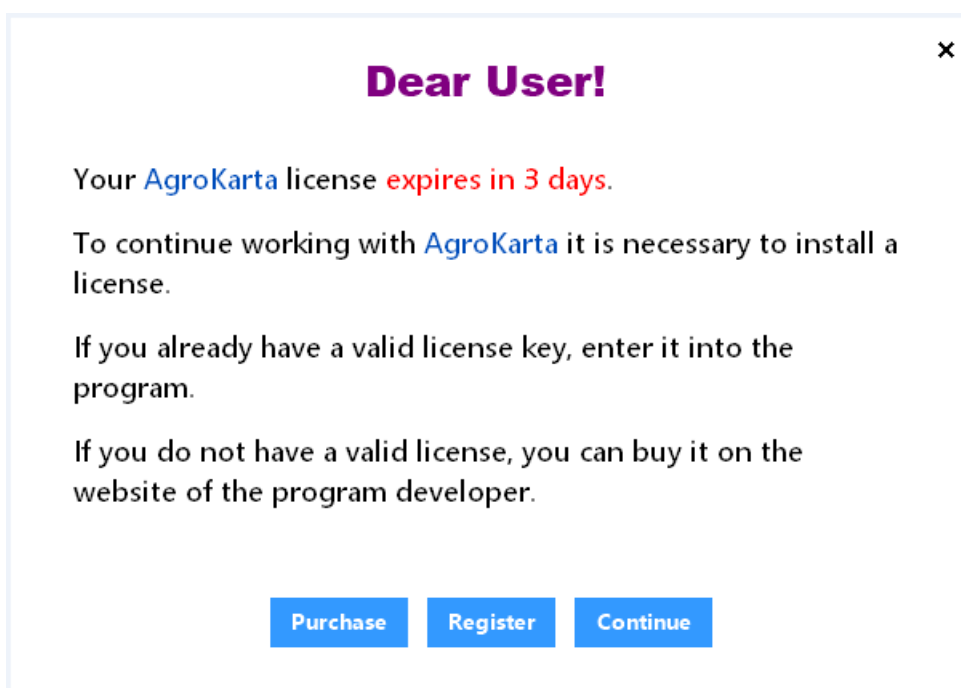 Dear User!
Your AgroKarta license expires in 3 days.
To continue working with AgroKarta it is necessary to install a
license.
If you already have a valid license key, enter it into the
program.
If you do not have a valid license, you can buy it on the
website of the program developer.
Purchase Register Continue